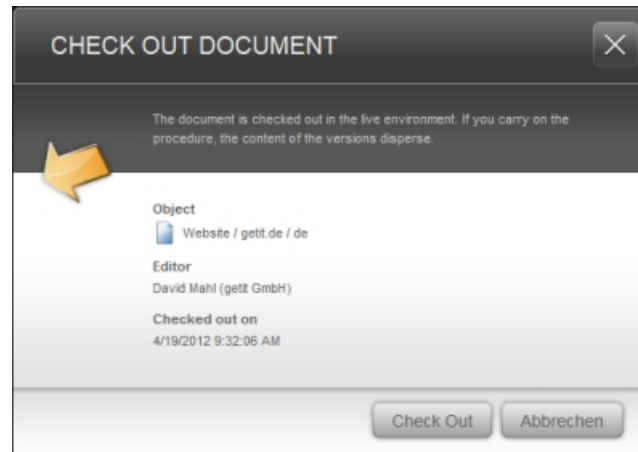 CHECK OUT DOCUMENT
The document is checked out in the live environment. If you carry on the
procedure, the content of the versions disperse.
Object
Website / getit.de / de
Editor
David Mahl (getit GmbH)
Checked out on
4/19/2012 9:32:06 AM
Check Out Abbrechen